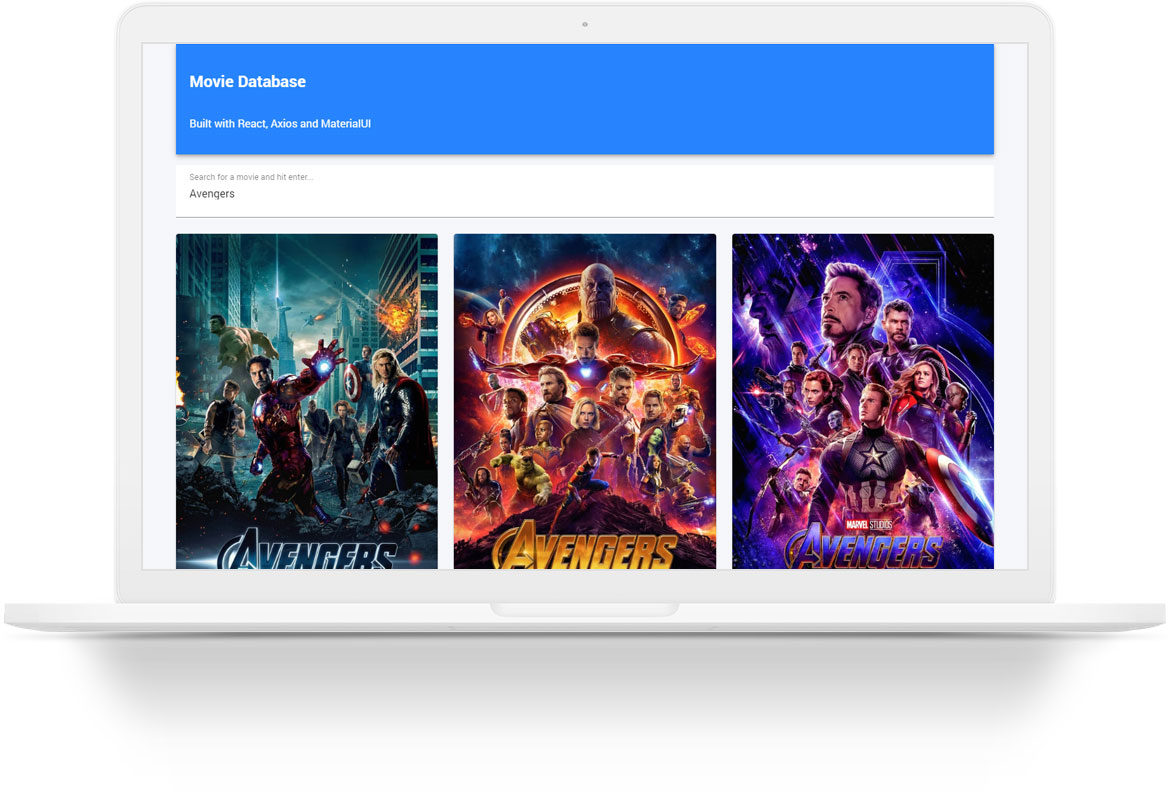 Movie Database
Built with React, Axios and MaterialUI
Search for a movie and hit enter...
Avengers
AVENGERS
AVENGERS
MARVEL STUDIOS
AVENGERS